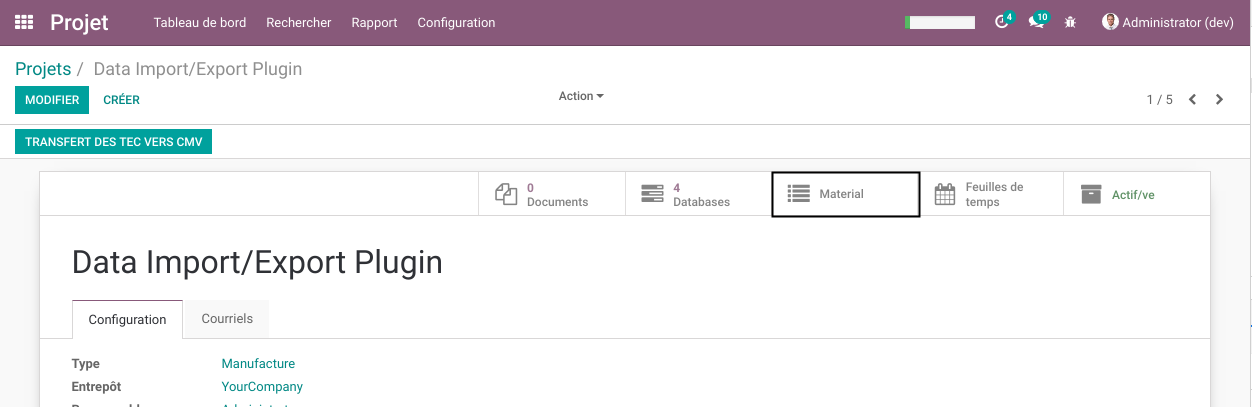 Projet Tableau de bord Rechercher Rapport Configuration 4 10 Administrator (dev)
Projets / Data Import/Export Plugin
MODIFIER CRÉER Action 1 / 5
TRANSFERT DES TEC VERS CMV
0 Documents 4 Databases Material Feuilles de temps Actif/ve
Data Import/Export Plugin
Configuration Courriels
Type Manufacture
Entrepôt YourCompany